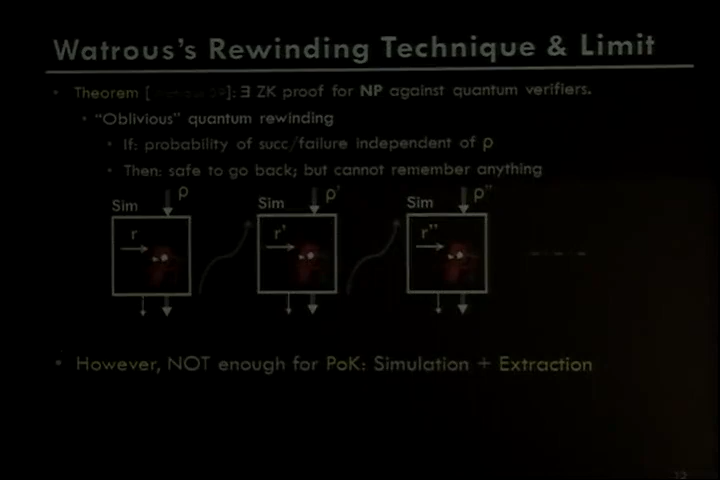 Watrous's Rewinding Technique & Limit
Theorem [ ]: ∃ ZK proof for NP against quantum verifiers.
"Oblivious" quantum rewinding
If: probability of succ/failure independent of ρ
Then: safe to go back; but cannot remember anything
Sim ρ Sim ρ' Sim ρ''
r r' r''
However, NOT enough for PoK: Simulation + Extraction